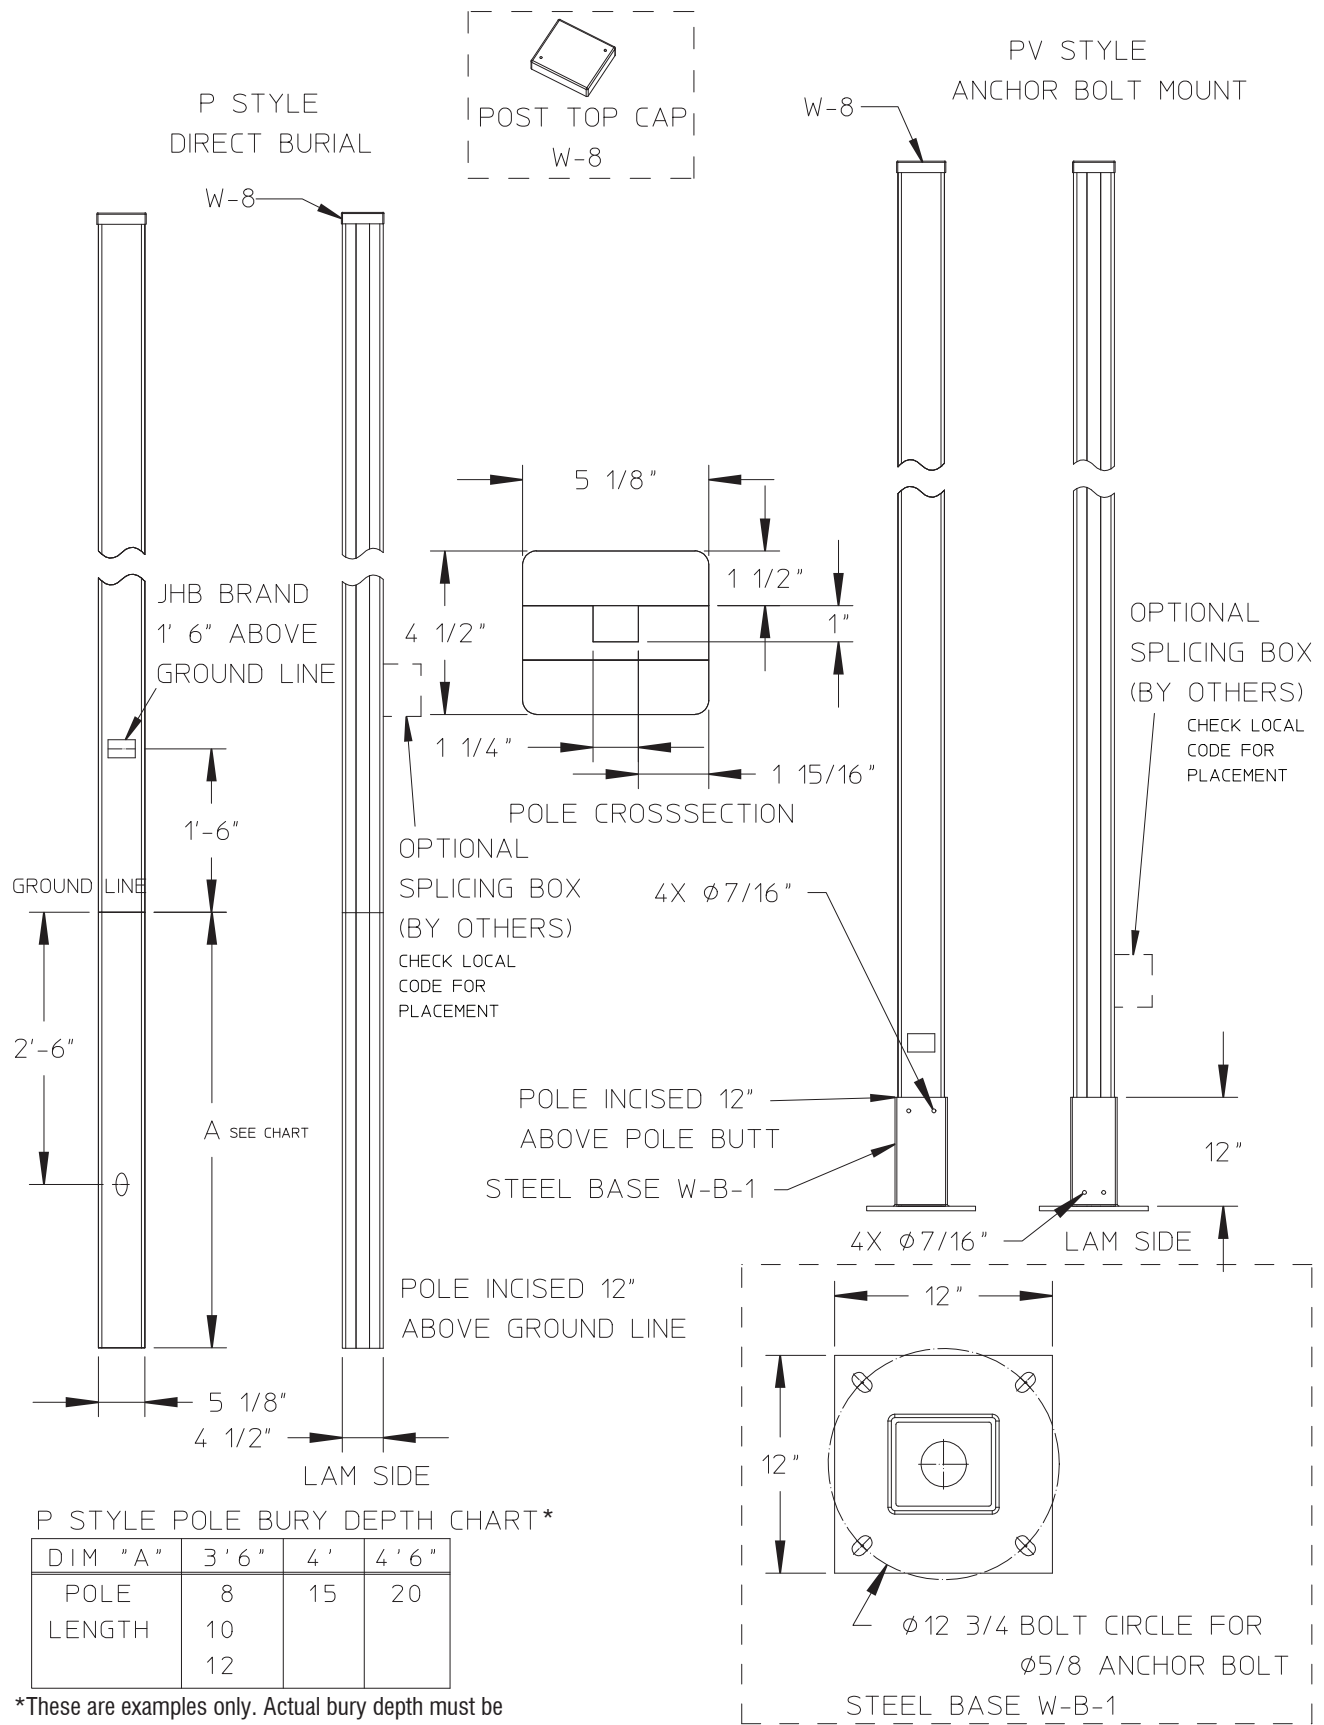 P STYLE
DIRECT BURIAL
W-8
POST TOP CAP
W-8
PV STYLE
ANCHOR BOLT MOUNT
W-8
5 1/8"
1 1/2"
1"
4 1/2"
1 1/4"
1 15/16"
POLE CROSSSECTION
JHB BRAND
1' 6" ABOVE
GROUND LINE
1'-6"
GROUND LINE
2'-6"
A SEE CHART
OPTIONAL
SPLICING BOX
(BY OTHERS)
CHECK LOCAL
CODE FOR
PLACEMENT
OPTIONAL
SPLICING BOX
(BY OTHERS)
CHECK LOCAL
CODE FOR
PLACEMENT
4X Ø7/16"
POLE INCISED 12"
ABOVE POLE BUTT
STEEL BASE W-B-1
12"
4X Ø7/16"
LAM SIDE
POLE INCISED 12"
ABOVE GROUND LINE
5 1/8"
4 1/2"
LAM SIDE
12"
12"
Ø12 3/4 BOLT CIRCLE FOR
Ø5/8 ANCHOR BOLT
STEEL BASE W-B-1
P STYLE POLE BURY DEPTH CHART*
DIM "A" 3'6" 4' 4'6"
POLE 8 15 20
LENGTH 10
12
*These are examples only. Actual bury depth must be